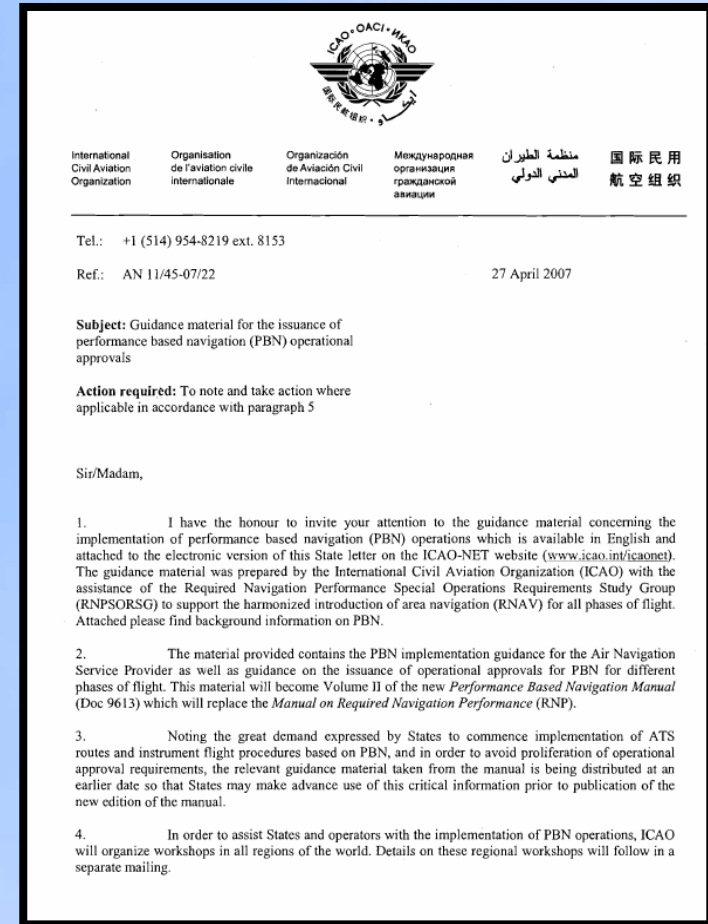 ICAO • OACI • ИКАО
国际民航组织 • إيكاو
International
Civil Aviation
Organization
Organisation
de l'aviation civile
internationale
Organización
de Aviación Civil
Internacional
Международная
организация
гражданской
авиации
منظمة الطيران
المدني الدولي
国际民用
航空组织
Tel.: +1 (514) 954-8219 ext. 8153
Ref.: AN 11/45-07/22
27 April 2007
Subject: Guidance material for the issuance of
performance based navigation (PBN) operational
approvals
Action required: To note and take action where
applicable in accordance with paragraph 5
Sir/Madam,
1. I have the honour to invite your attention to the guidance material concerning the
implementation of performance based navigation (PBN) operations which is available in English and
attached to the electronic version of this State letter on the ICAO-NET website (www.icao.int/icaonet).
The guidance material was prepared by the International Civil Aviation Organization (ICAO) with the
assistance of the Required Navigation Performance Special Operations Requirements Study Group
(RNPSORSG) to support the harmonized introduction of area navigation (RNAV) for all phases of flight.
Attached please find background information on PBN.
2. The material provided contains the PBN implementation guidance for the Air Navigation
Service Provider as well as guidance on the issuance of operational approvals for PBN for different
phases of flight. This material will become Volume II of the new Performance Based Navigation Manual
(Doc 9613) which will replace the Manual on Required Navigation Performance (RNP).
3. Noting the great demand expressed by States to commence implementation of ATS
routes and instrument flight procedures based on PBN, and in order to avoid proliferation of operational
approval requirements, the relevant guidance material taken from the manual is being distributed at an
earlier date so that States may make advance use of this critical information prior to publication of the
new edition of the manual.
4. In order to assist States and operators with the implementation of PBN operations, ICAO
will organize workshops in all regions of the world. Details on these regional workshops will follow in a
separate mailing.